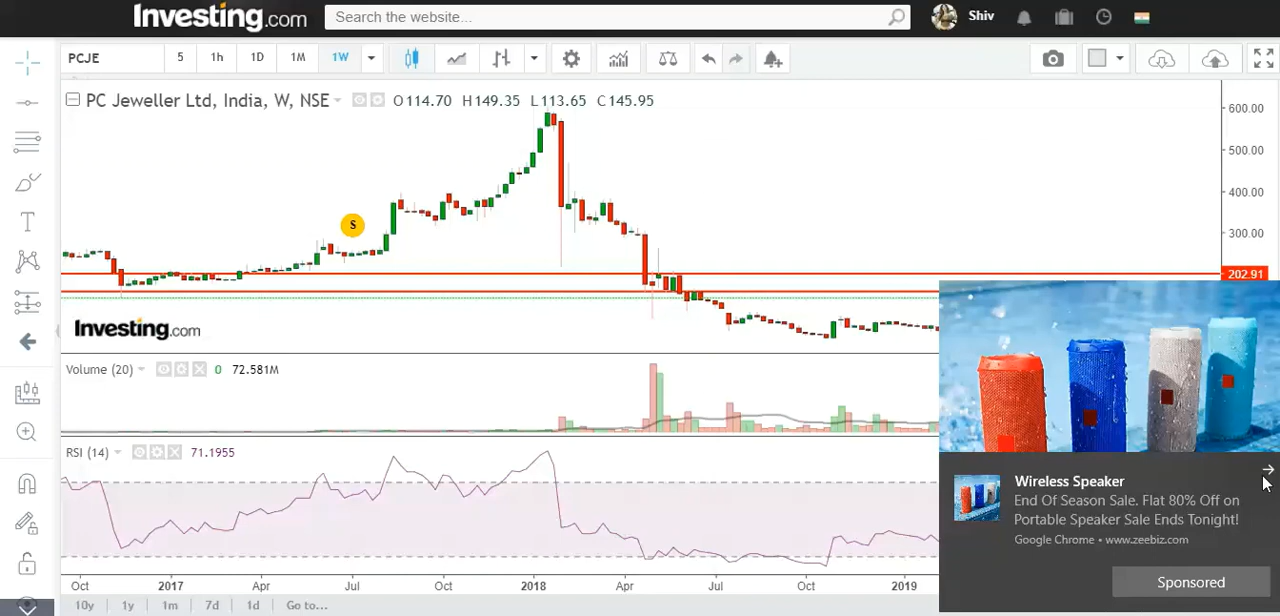 Investing.com
Search the website...
Shiv
PCJE 5 1h 1D 1M 1W
PC Jeweller Ltd, India, W, NSE O 114.70 H 149.35 L 113.65 C 145.95
600.00
500.00
400.00
300.00
202.91
S
Investing.com
Volume (20) 0 72.581M
RSI (14) 71.1955
Wireless Speaker
End Of Season Sale. Flat 80% Off on
Portable Speaker Sale Ends Tonight!
Google Chrome • www.zeebiz.com
Sponsored
Oct 2017 Apr Jul Oct 2018 Apr Jul Oct 2019
10y 1y 1m 7d 1d Go to...